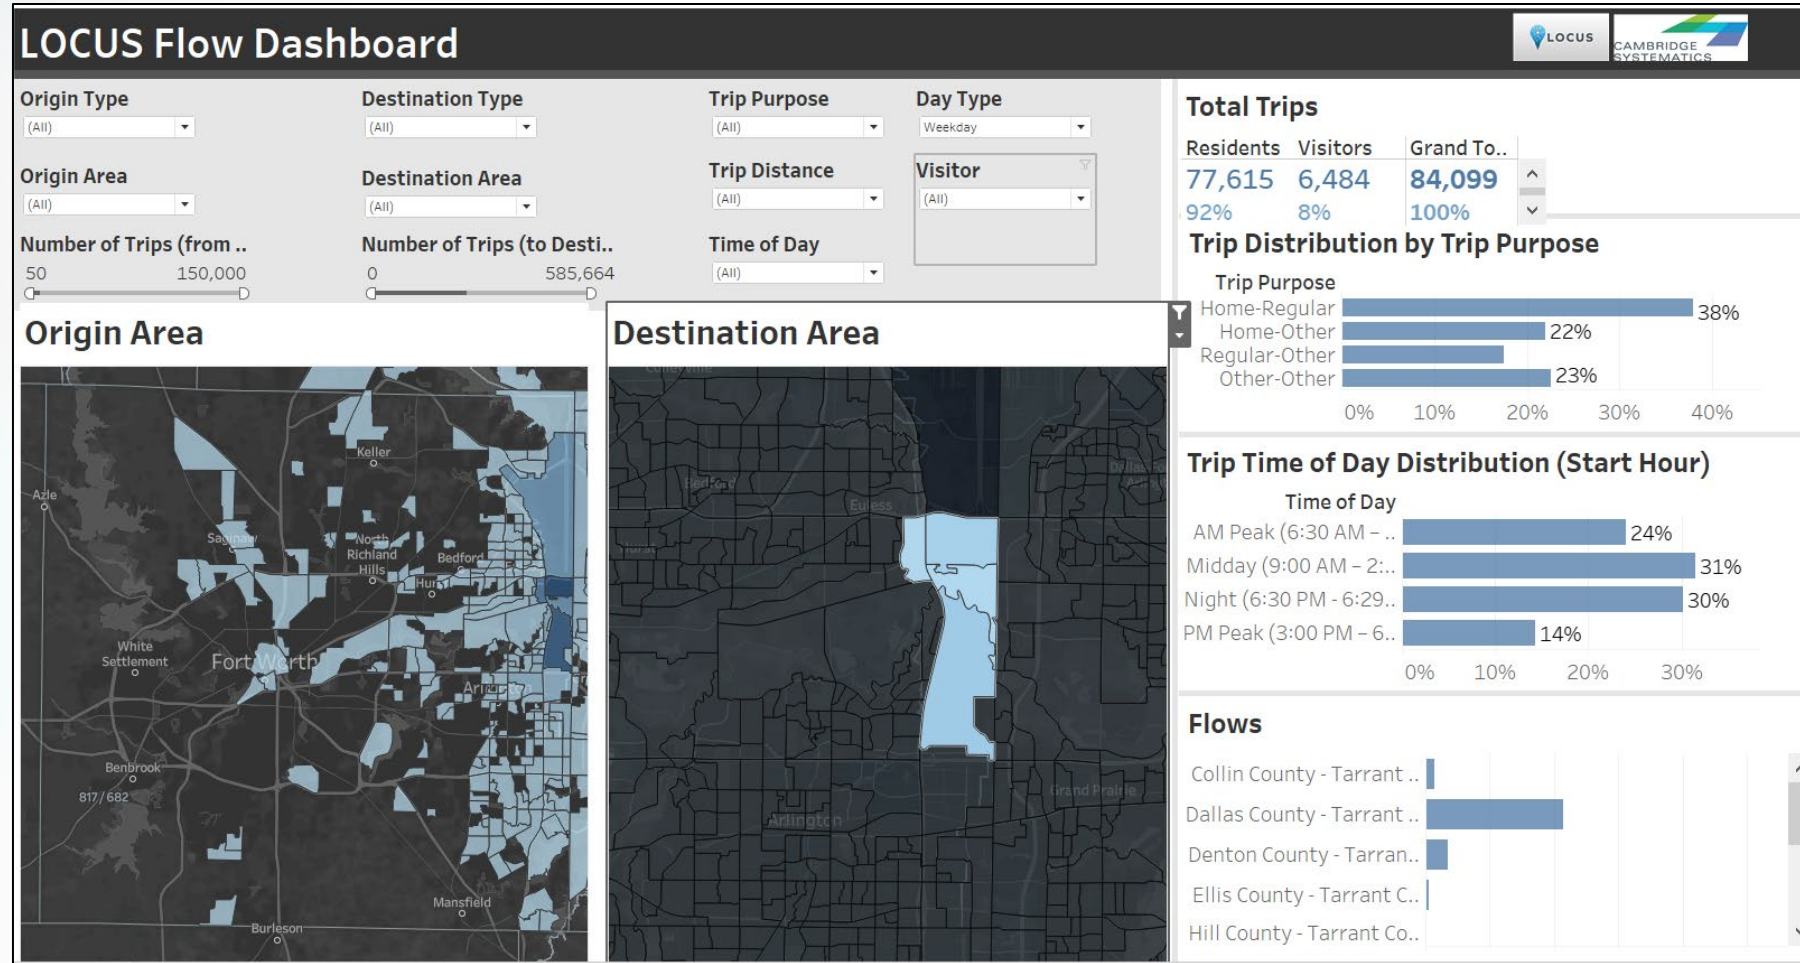 LOCUS Flow Dashboard
LOCUS
CAMBRIDGE
SYSTEMATICS
Origin Type
(All)
Destination Type
(All)
Trip Purpose
(All)
Day Type
Weekday
Origin Area
(All)
Destination Area
(All)
Trip Distance
(All)
Visitor
(All)
Number of Trips (from ..
50 150,000
Number of Trips (to Desti..
0 585,664
Time of Day
(All)
Total Trips
Residents Visitors Grand To..
77,615 6,484 84,099
92% 8% 100%
Trip Distribution by Trip Purpose
Trip Purpose
Home-Regular 38%
Home-Other 22%
Regular-Other
Other-Other 23%
0% 10% 20% 30% 40%
Trip Time of Day Distribution (Start Hour)
Time of Day
AM Peak (6:30 AM – .. 24%
Midday (9:00 AM – 2:.. 31%
Night (6:30 PM - 6:29.. 30%
PM Peak (3:00 PM – 6.. 14%
0% 10% 20% 30%
Flows
Collin County - Tarrant ..
Dallas County - Tarrant ..
Denton County - Tarran..
Ellis County - Tarrant C..
Hill County - Tarrant Co..
Origin Area
Keller
Azle
Saginaw
North
Richland
Hills
Bedford
Hurst
White
Settlement
Fort Worth
Arlington
Benbrook
817/682
Mansfield
Burleson
Destination Area
Colleyville
Bedford
Euless
Hurst
Grand Prairie
Arlington